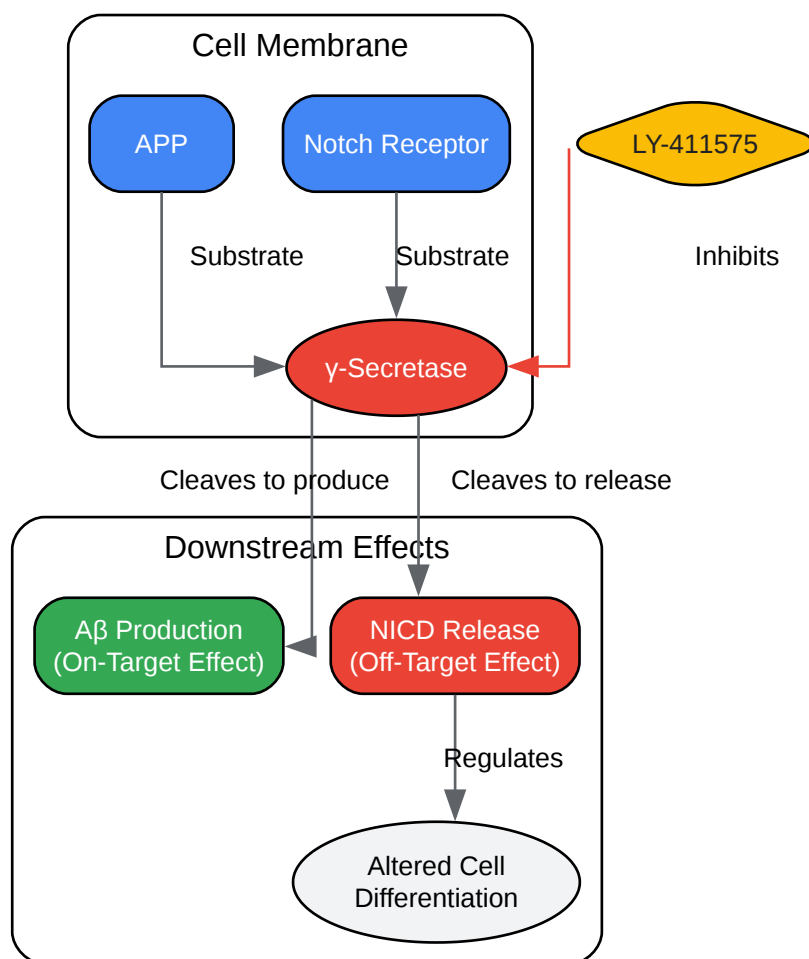 Cell Membrane
APP
Notch Receptor
LY-411575
Substrate
Substrate
Inhibits
γ-Secretase
Cleaves to produce
Cleaves to release
Downstream Effects
Aβ Production
(On-Target Effect)
NICD Release
(Off-Target Effect)
Regulates
Altered Cell
Differentiation